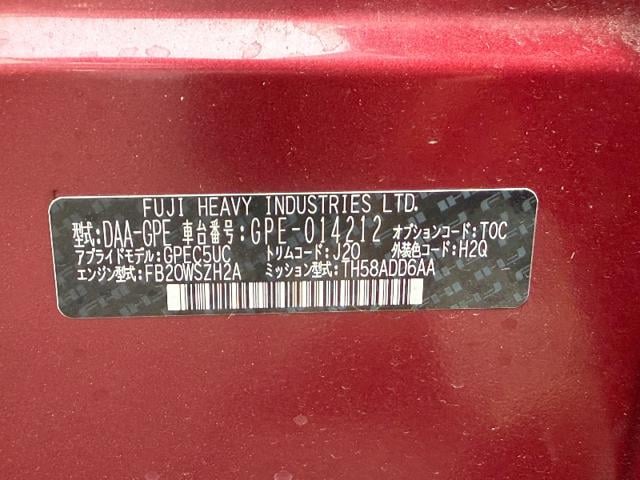 FUJI HEAVY INDUSTRIES LTD.
型式:DAA-GPE 車台番号:GPE-014212 オプションコード:TOC
アプライドモデル:GPEC5UC トリムコード:J20 外装色コード:H2Q
エンジン型式:FB20WSZH2A ミッション型式:TH58ADD6AA